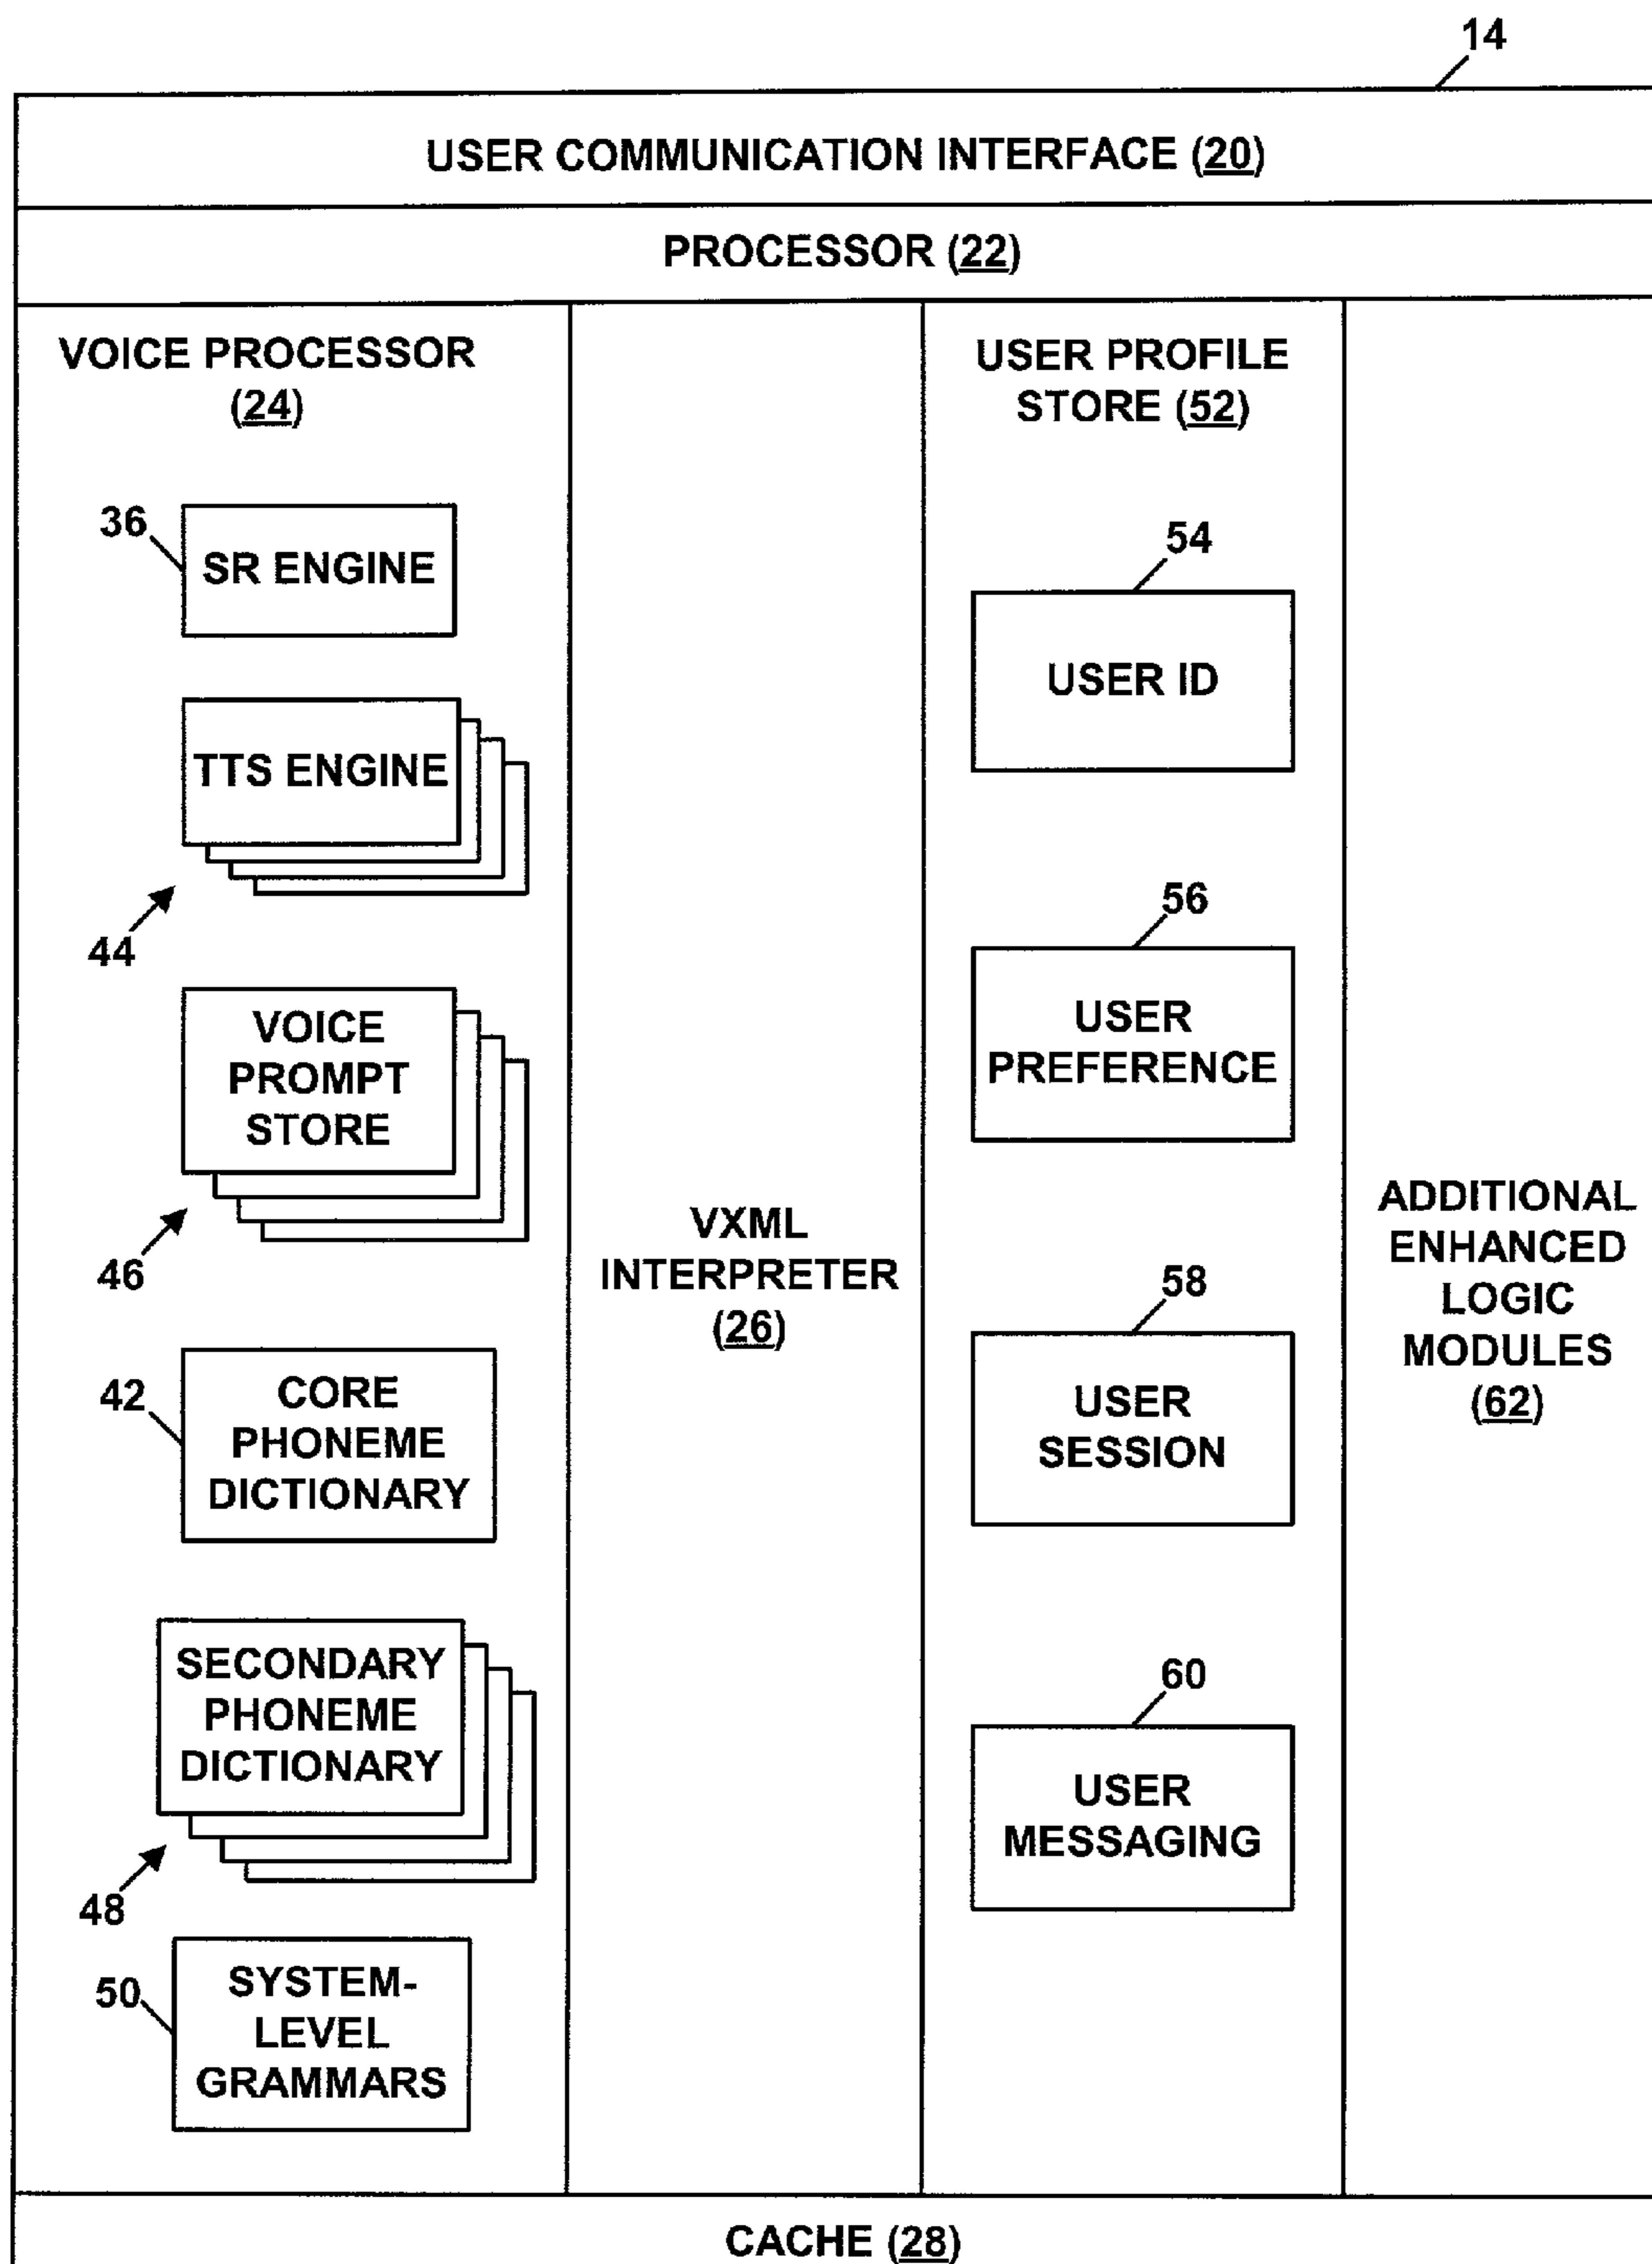 14
USER COMMUNICATION INTERFACE (20)
PROCESSOR (22)
VOICE PROCESSOR
(24)
36
SR ENGINE
TTS ENGINE
44
VOICE
PROMPT
STORE
46
42
CORE
PHONEME
DICTIONARY
SECONDARY
PHONEME
DICTIONARY
48
50
SYSTEM-
LEVEL
GRAMMARS
VXML
INTERPRETER
(26)
USER PROFILE
STORE (52)
54
USER ID
56
USER
PREFERENCE
58
USER
SESSION
60
USER
MESSAGING
ADDITIONAL
ENHANCED
LOGIC
MODULES
(62)
CACHE (28)